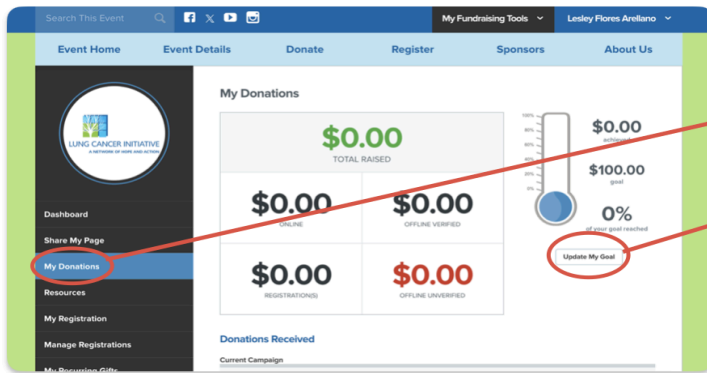 Search This Event
My Fundraising Tools
Lesley Flores Arellano
Event Home
Event Details
Donate
Register
Sponsors
About Us
LUNG CANCER INITIATIVE
A NETWORK OF HOPE AND ACTION
Dashboard
Share My Page
My Donations
Resources
My Registration
Manage Registrations
My Recurring Gifts
My Donations
$0.00
TOTAL RAISED
$0.00
ONLINE
$0.00
OFFLINE VERIFIED
$0.00
REGISTRATION(S)
$0.00
OFFLINE UNVERIFIED
100%
80%
60%
40%
20%
0%
$0.00
achieved
$100.00
goal
0%
of your goal reached
Update My Goal
Donations Received
Current Campaign